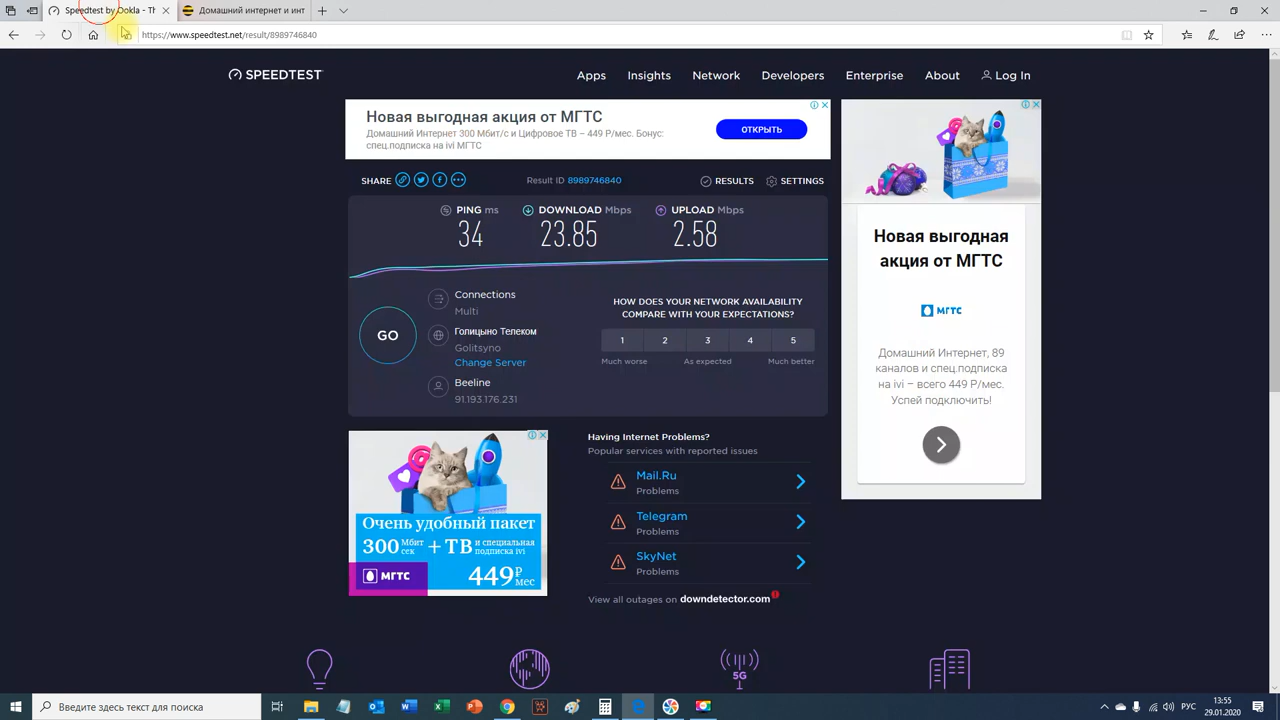 Speedtest by Ookla - Th
Домашний интернет и инт
https://www.speedtest.net/result/8989746840
SPEEDTEST
Apps
Insights
Network
Developers
Enterprise
About
Log In
Новая выгодная акция от МГТС
Домашний Интернет 300 Мбит/с и Цифровое ТВ – 449 Р/мес. Бонус:
спец.подписка на ivi МГТС
ОТКРЫТЬ
SHARE
Result ID 8989746840
RESULTS
SETTINGS
PING ms
34
DOWNLOAD Mbps
23.85
UPLOAD Mbps
2.58
GO
Connections
Multi
Голицыно Телеком
Golitsyno
Change Server
Beeline
91.193.176.231
HOW DOES YOUR NETWORK AVAILABILITY
COMPARE WITH YOUR EXPECTATIONS?
1 2 3 4 5
Much worse As expected Much better
Новая выгодная
акция от МГТС
МГТС
Домашний Интернет, 89
каналов и спец.подписка
на ivi – всего 449 Р/мес.
Успей подключить!
Очень удобный пакет
300 Мбит сек + ТВ и специальная подписка ivi
МГТС
449 ₽ мес
Having Internet Problems?
Popular services with reported issues
Mail.Ru
Problems
Telegram
Problems
SkyNet
Problems
View all outages on downdetector.com
5G
Введите здесь текст для поиска
РУС
13:55
29.01.2020